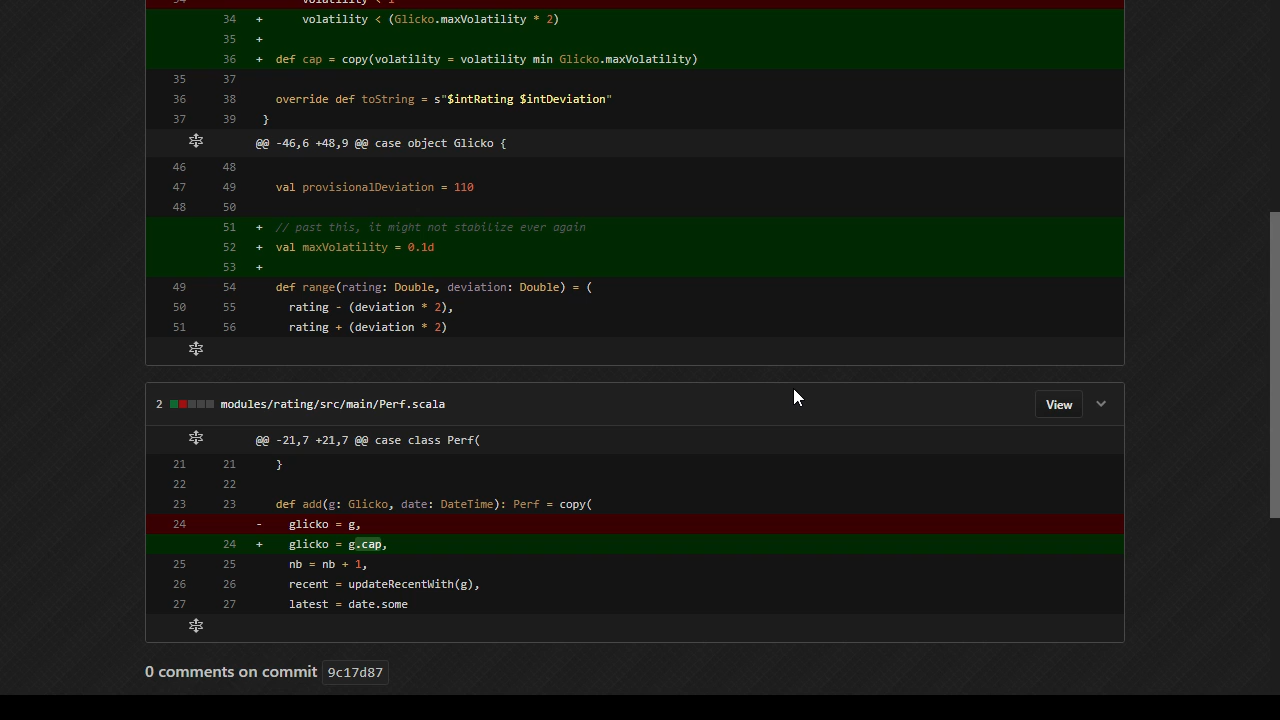 34 volatility < 1
34 + volatility < (Glicko.maxVolatility * 2)
35 +
36 + def cap = copy(volatility = volatility min Glicko.maxVolatility)
35 37
36 38 override def toString = s"$intRating $intDeviation"
37 39 }
@@ -46,6 +48,9 @@ case object Glicko {
46 48
47 49 val provisionalDeviation = 110
48 50
51 + // past this, it might not stabilize ever again
52 + val maxVolatility = 0.1d
53 +
49 54 def range(rating: Double, deviation: Double) = (
50 55 rating - (deviation * 2),
51 56 rating + (deviation * 2)
2 modules/rating/src/main/Perf.scala View
@@ -21,7 +21,7 @@ case class Perf(
21 21 }
22 22
23 23 def add(g: Glicko, date: DateTime): Perf = copy(
24 - glicko = g,
24 + glicko = g.cap,
25 25 nb = nb + 1,
26 26 recent = updateRecentWith(g),
27 27 latest = date.some
0 comments on commit 9c17d87